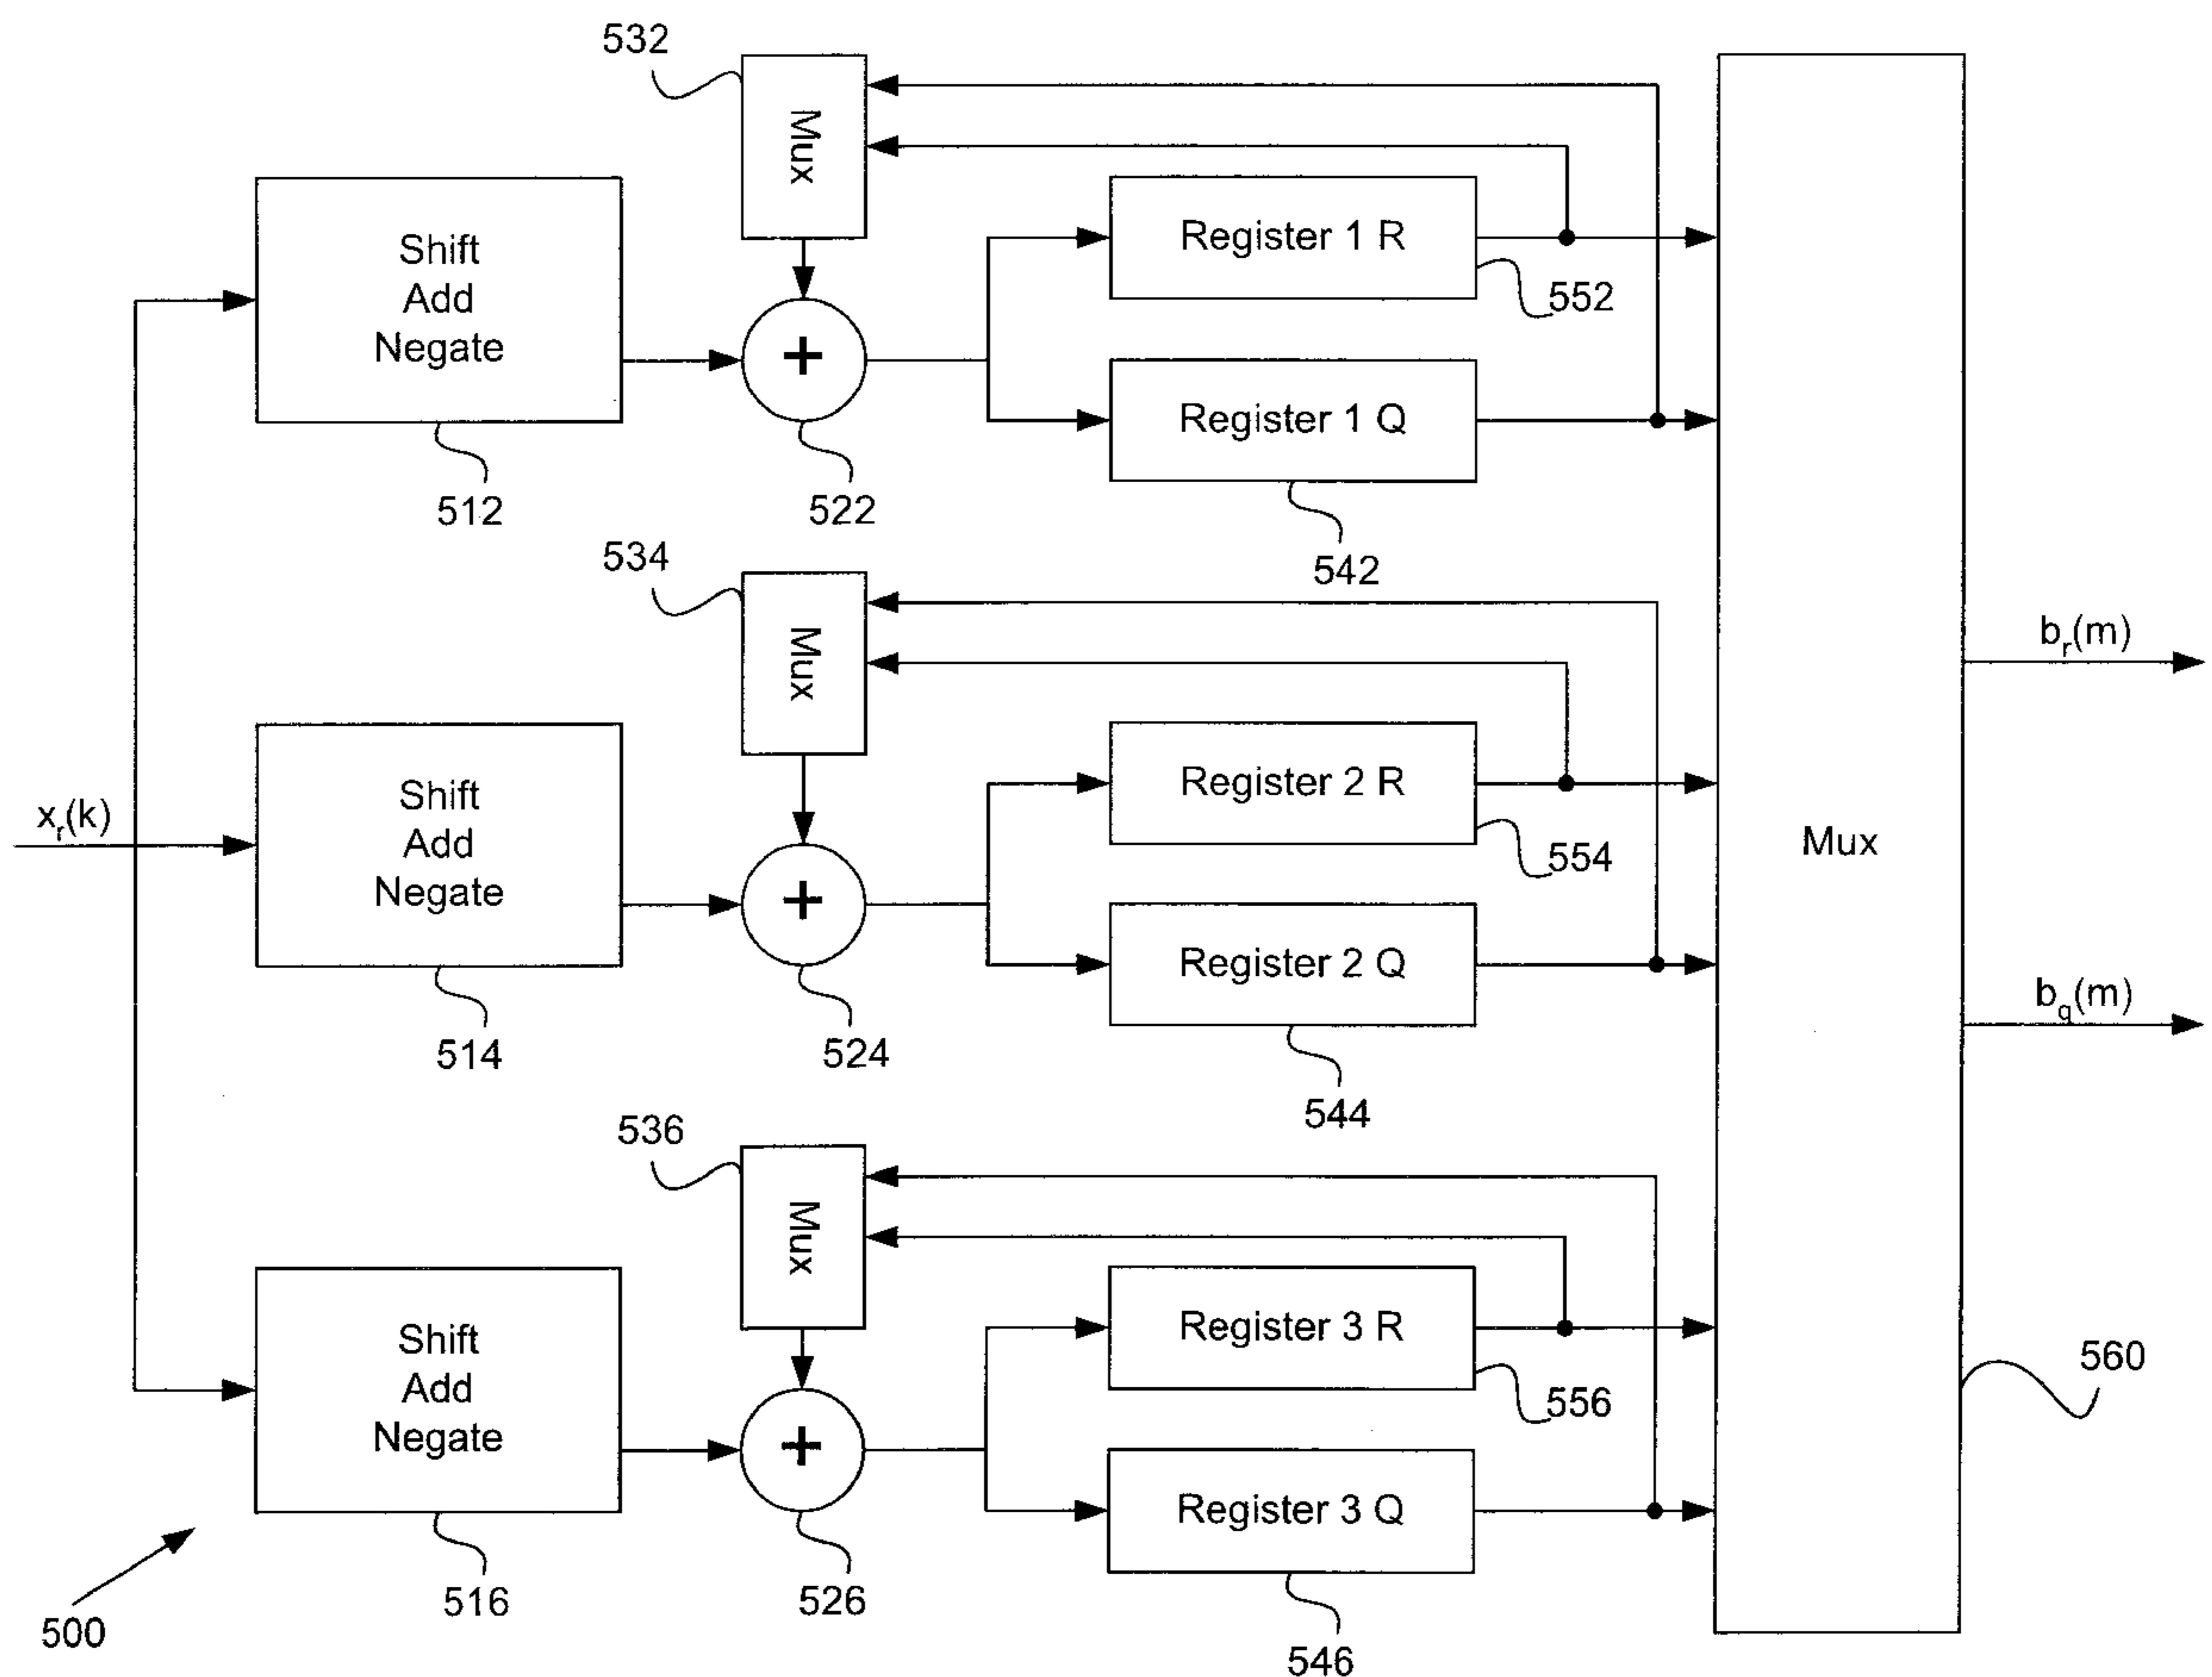 532
Mux
Shift
Add
Negate
Register 1 R
552
+
Register 1 Q
512
522
542
534
Mux
b_r(m)
Shift
Add
Negate
Register 2 R
x_r(k)
Mux
554
+
Register 2 Q
b_q(m)
514
524
544
536
Mux
Shift
Add
Negate
Register 3 R
560
556
+
Register 3 Q
516
526
546
500